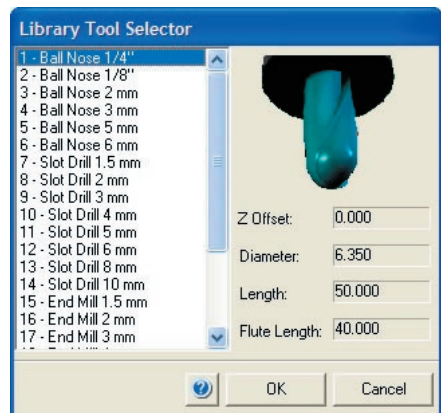 Library Tool Selector
1 - Ball Nose 1/4"
2 - Ball Nose 1/8"
3 - Ball Nose 2 mm
4 - Ball Nose 3 mm
5 - Ball Nose 5 mm
6 - Ball Nose 6 mm
7 - Slot Drill 1.5 mm
8 - Slot Drill 2 mm
9 - Slot Drill 3 mm
10 - Slot Drill 4 mm
11 - Slot Drill 5 mm
12 - Slot Drill 6 mm
13 - Slot Drill 8 mm
14 - Slot Drill 10 mm
15 - End Mill 1.5 mm
16 - End Mill 2 mm
17 - End Mill 3 mm
Z Offset: 0.000
Diameter: 6.350
Length: 50.000
Flute Length: 40.000
? OK Cancel